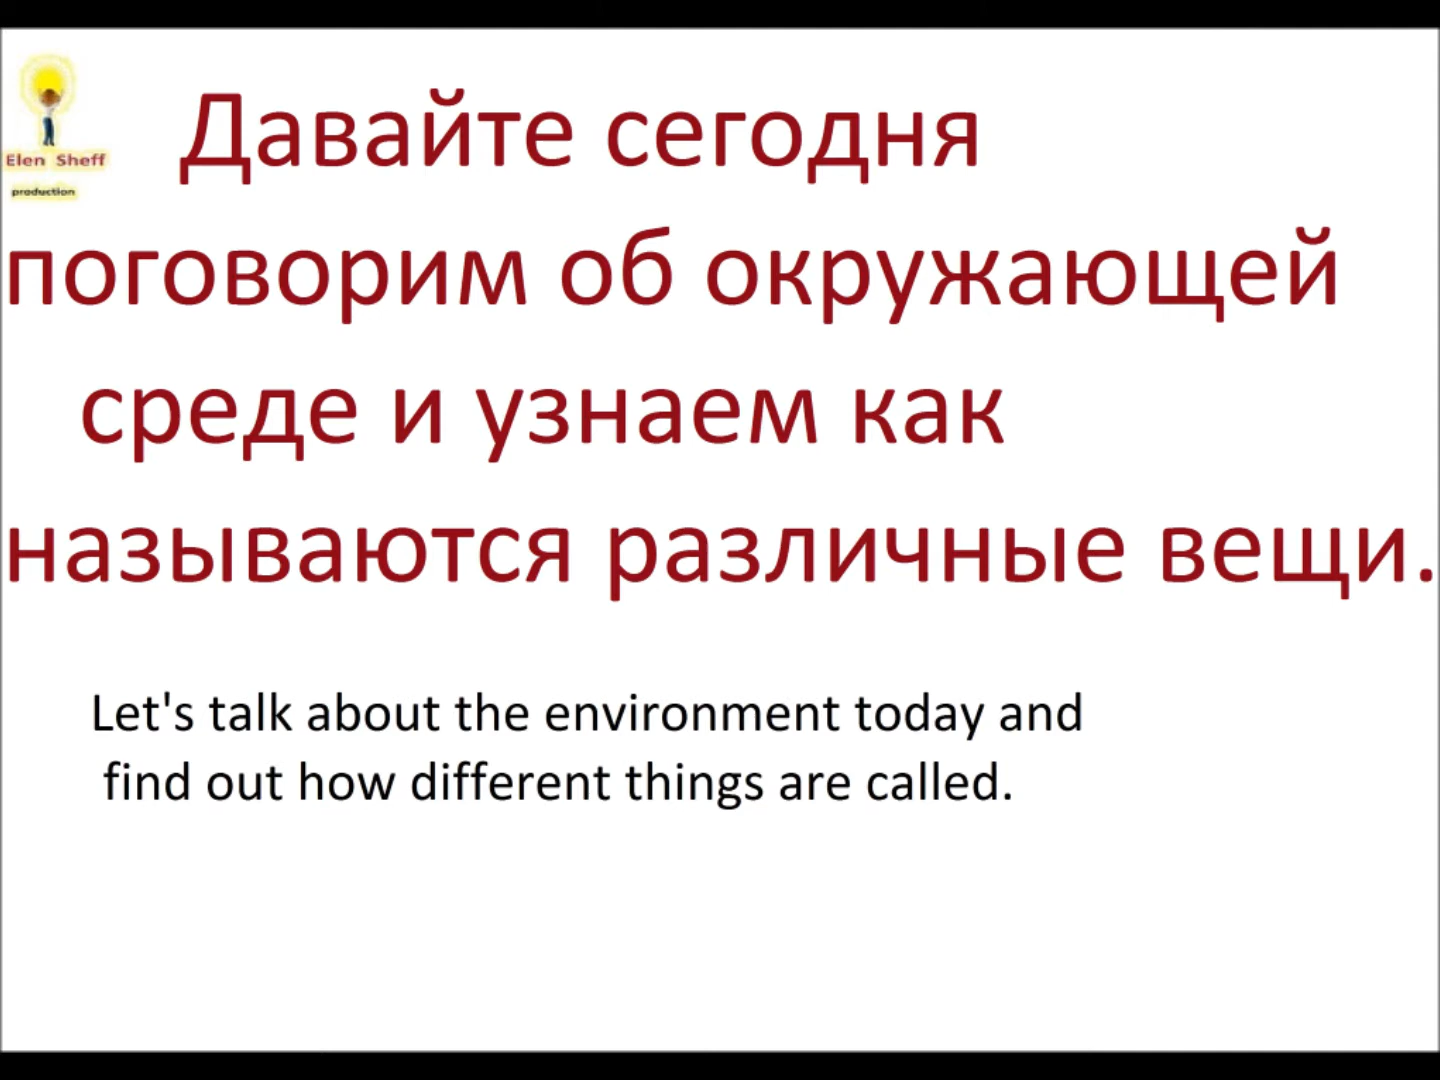 Elen Sheff
production
Давайте сегодня
поговорим об окружающей
среде и узнаем как
называются различные вещи.
Let's talk about the environment today and
find out how different things are called.